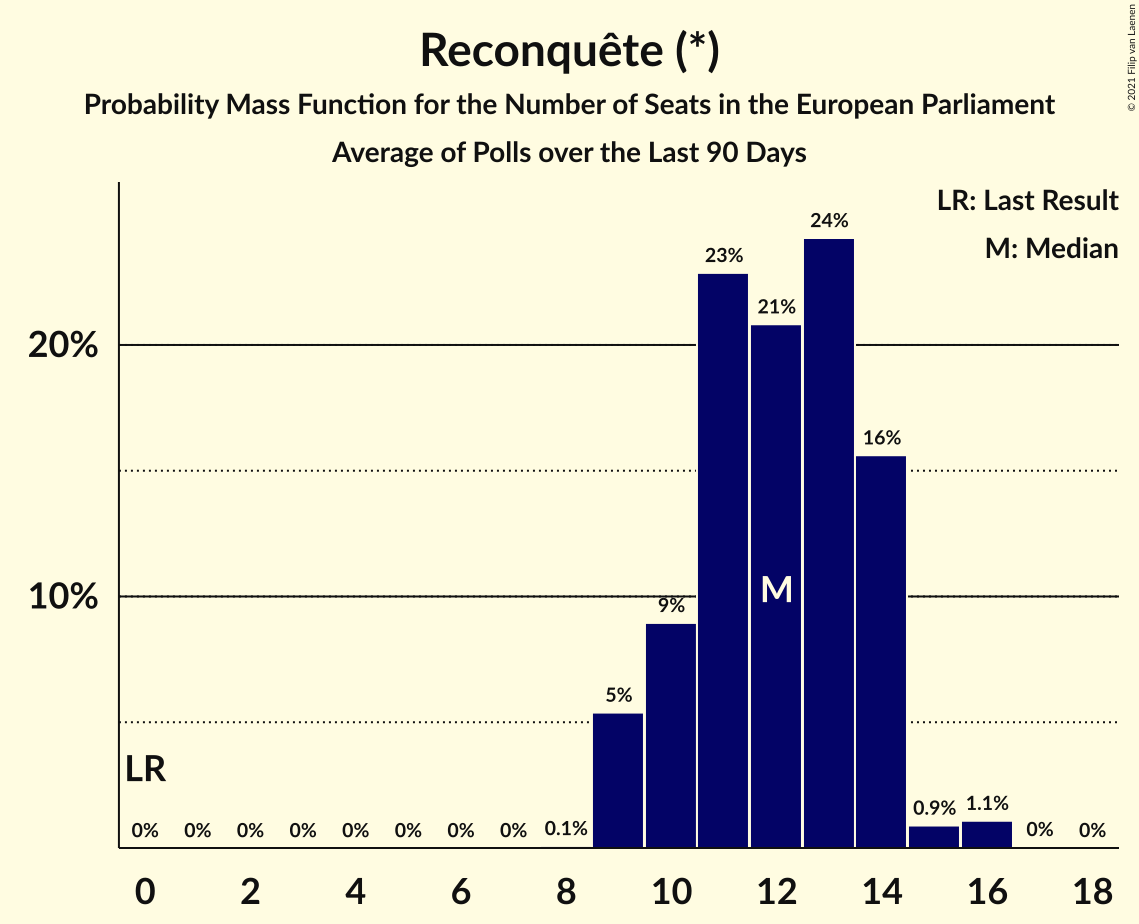 Reconquête (*)
Probability Mass Function for the Number of Seats in the European Parliament
Average of Polls over the Last 90 Days
© 2021 Filip van Laenen
LR: Last Result
M: Median
24%
23%
21%
20%
16%
M
10%
9%
5%
LR
0% 0% 0% 0% 0% 0% 0% 0% 0.1% 0.9% 1.1% 0% 0%
0 2 4 6 8 10 12 14 16 18